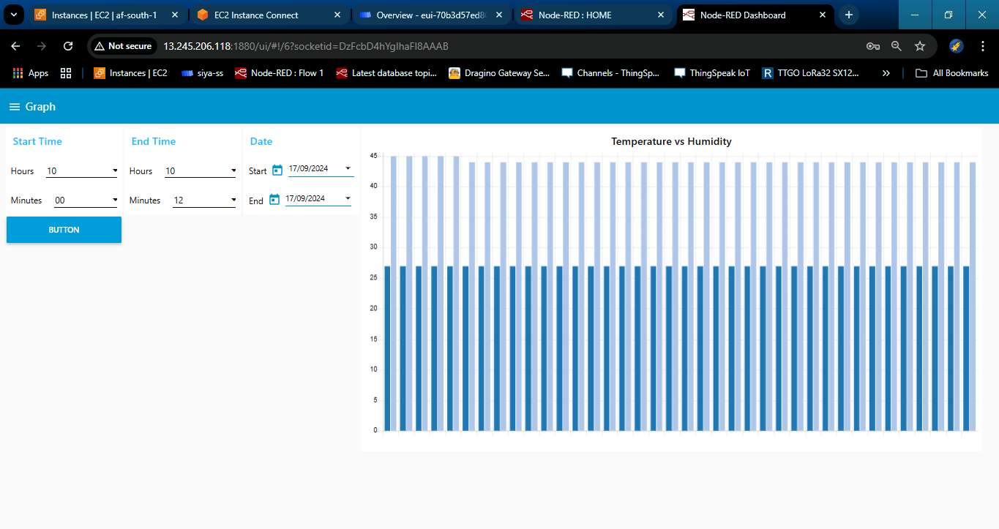 Instances | EC2 | af-south-1
EC2 Instance Connect
Overview - eui-70b3d57ed80
Node-RED : HOME
Node-RED Dashboard
Not secure
13.245.206.118:1880/ui/#!/6?socketid=DzFcbD4hYglhaFl8AAAB
Apps
Instances | EC2
siya-ss
Node-RED : Flow 1
Latest database topi...
Dragino Gateway Se...
Channels - ThingSp...
ThingSpeak IoT
R
TTGO LoRa32 SX12...
»
All Bookmarks
Graph
Start Time
Hours 10
Minutes 00
BUTTON
End Time
Hours 10
Minutes 12
Date
Start 17/09/2024
End 17/09/2024
Temperature vs Humidity
45
40
35
30
25
20
15
10
5
0